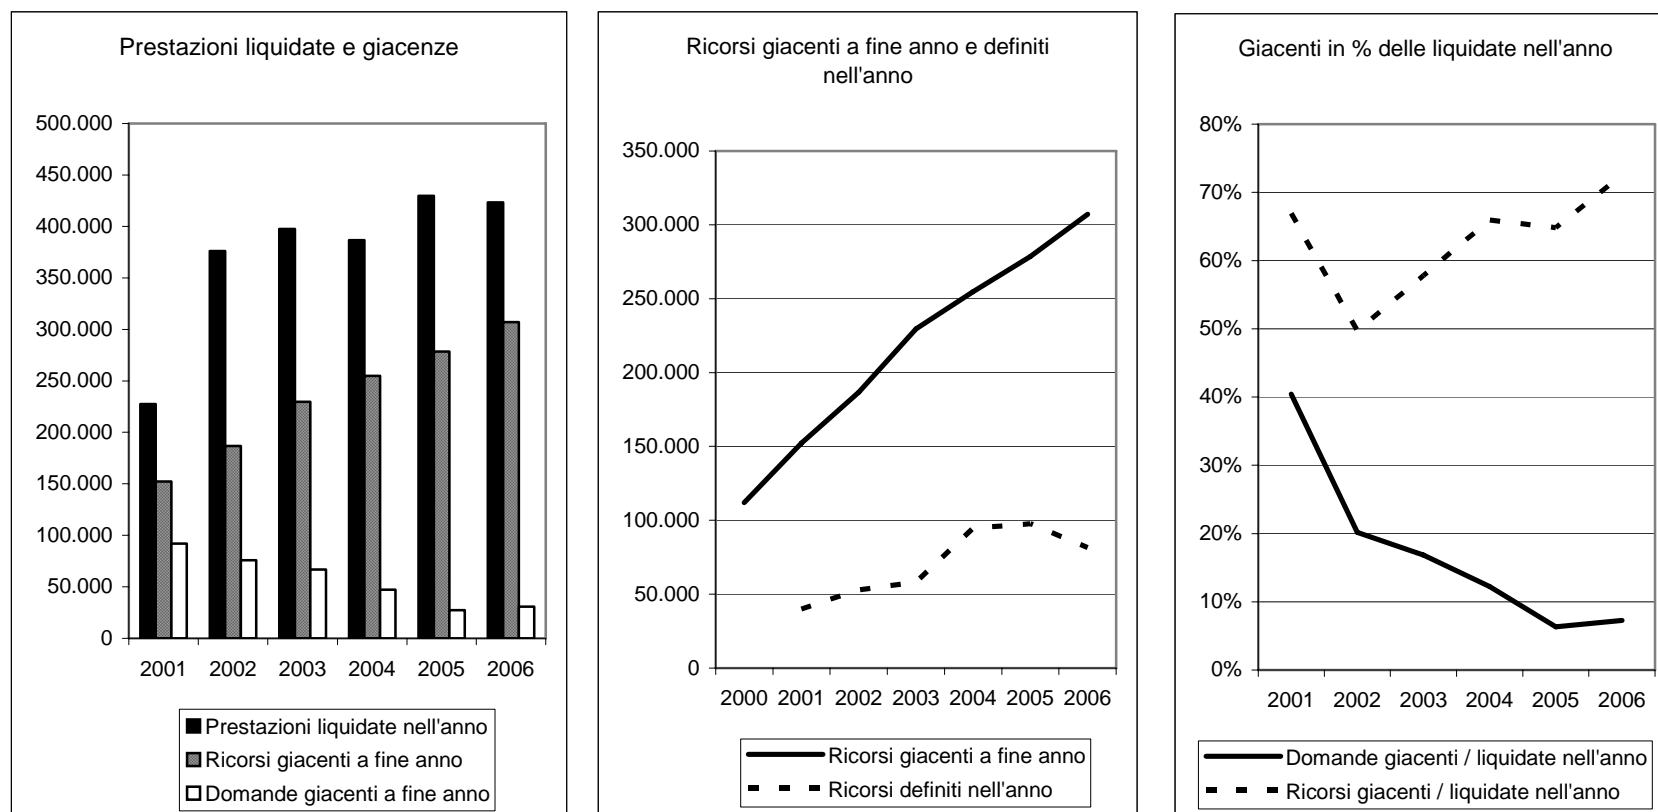 Prestazioni liquidate e giacenze
500.000
450.000
400.000
350.000
300.000
250.000
200.000
150.000
100.000
50.000
0
2001 2002 2003 2004 2005 2006
Prestazioni liquidate nell'anno
Ricorsi giacenti a fine anno
Domande giacenti a fine anno
Ricorsi giacenti a fine anno e definiti
nell'anno
350.000
300.000
250.000
200.000
150.000
100.000
50.000
0
2000 2001 2002 2003 2004 2005 2006
Ricorsi giacenti a fine anno
Ricorsi definiti nell'anno
Giacenti in % delle liquidate nell'anno
80%
70%
60%
50%
40%
30%
20%
10%
0%
2001 2002 2003 2004 2005 2006
Domande giacenti / liquidate nell'anno
Ricorsi giacenti / liquidate nell'anno